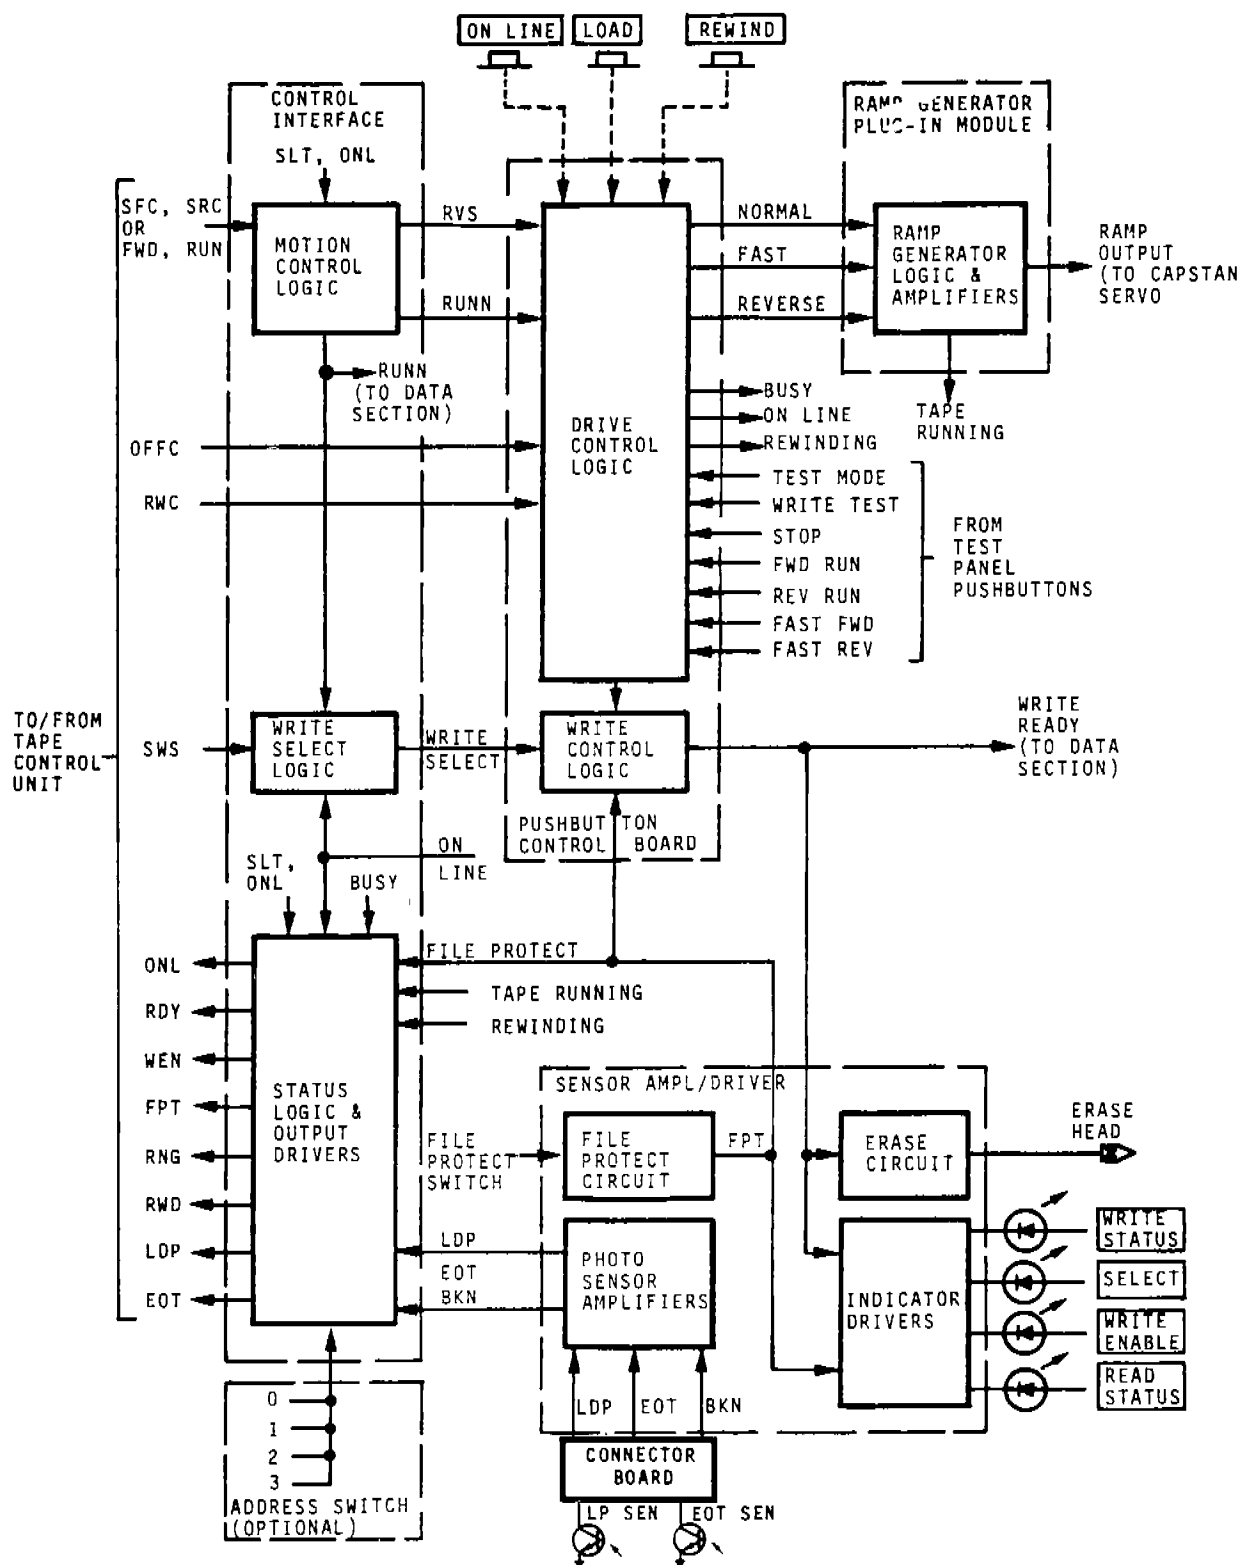 ON LINE
LOAD
REWIND
CONTROL
INTERFACE
SLT, ONL
RAMP GENERATOR
PLUG-IN MODULE
SFC, SRC
OR
FWD, RUN
MOTION
CONTROL
LOGIC
RVS
RUNN
NORMAL
FAST
REVERSE
RAMP
GENERATOR
LOGIC &
AMPLIFIERS
RAMP
OUTPUT
(TO CAPSTAN
SERVO
RUNN
(TO DATA
SECTION)
TAPE
RUNNING
OFFC
RWC
DRIVE
CONTROL
LOGIC
BUSY
ON LINE
REWINDING
TEST MODE
WRITE TEST
STOP
FWD RUN
REV RUN
FAST FWD
FAST REV
FROM
TEST
PANEL
PUSHBUTTONS
TO/FROM
TAPE
CONTROL
UNIT
SWS
WRITE
SELECT
LOGIC
WRITE
SELECT
WRITE
CONTROL
LOGIC
WRITE
READY
(TO DATA
SECTION)
PUSHBUTTON
CONTROL BOARD
SLT,
ONL
BUSY
ON
LINE
FILE PROTECT
TAPE RUNNING
REWINDING
ONL
RDY
WEN
FPT
RNG
RWD
LDP
EOT
STATUS
LOGIC &
OUTPUT
DRIVERS
SENSOR AMPL/DRIVER
FILE
PROTECT
SWITCH
FILE
PROTECT
CIRCUIT
FPT
ERASE
CIRCUIT
ERASE
HEAD
LDP
EOT
BKN
PHOTO
SENSOR
AMPLIFIERS
INDICATOR
DRIVERS
WRITE
STATUS
SELECT
WRITE
ENABLE
READ
STATUS
LDP
EOT
BKN
CONNECTOR
BOARD
LP SEN
EOT SEN
0
1
2
3
ADDRESS SWITCH
(OPTIONAL)